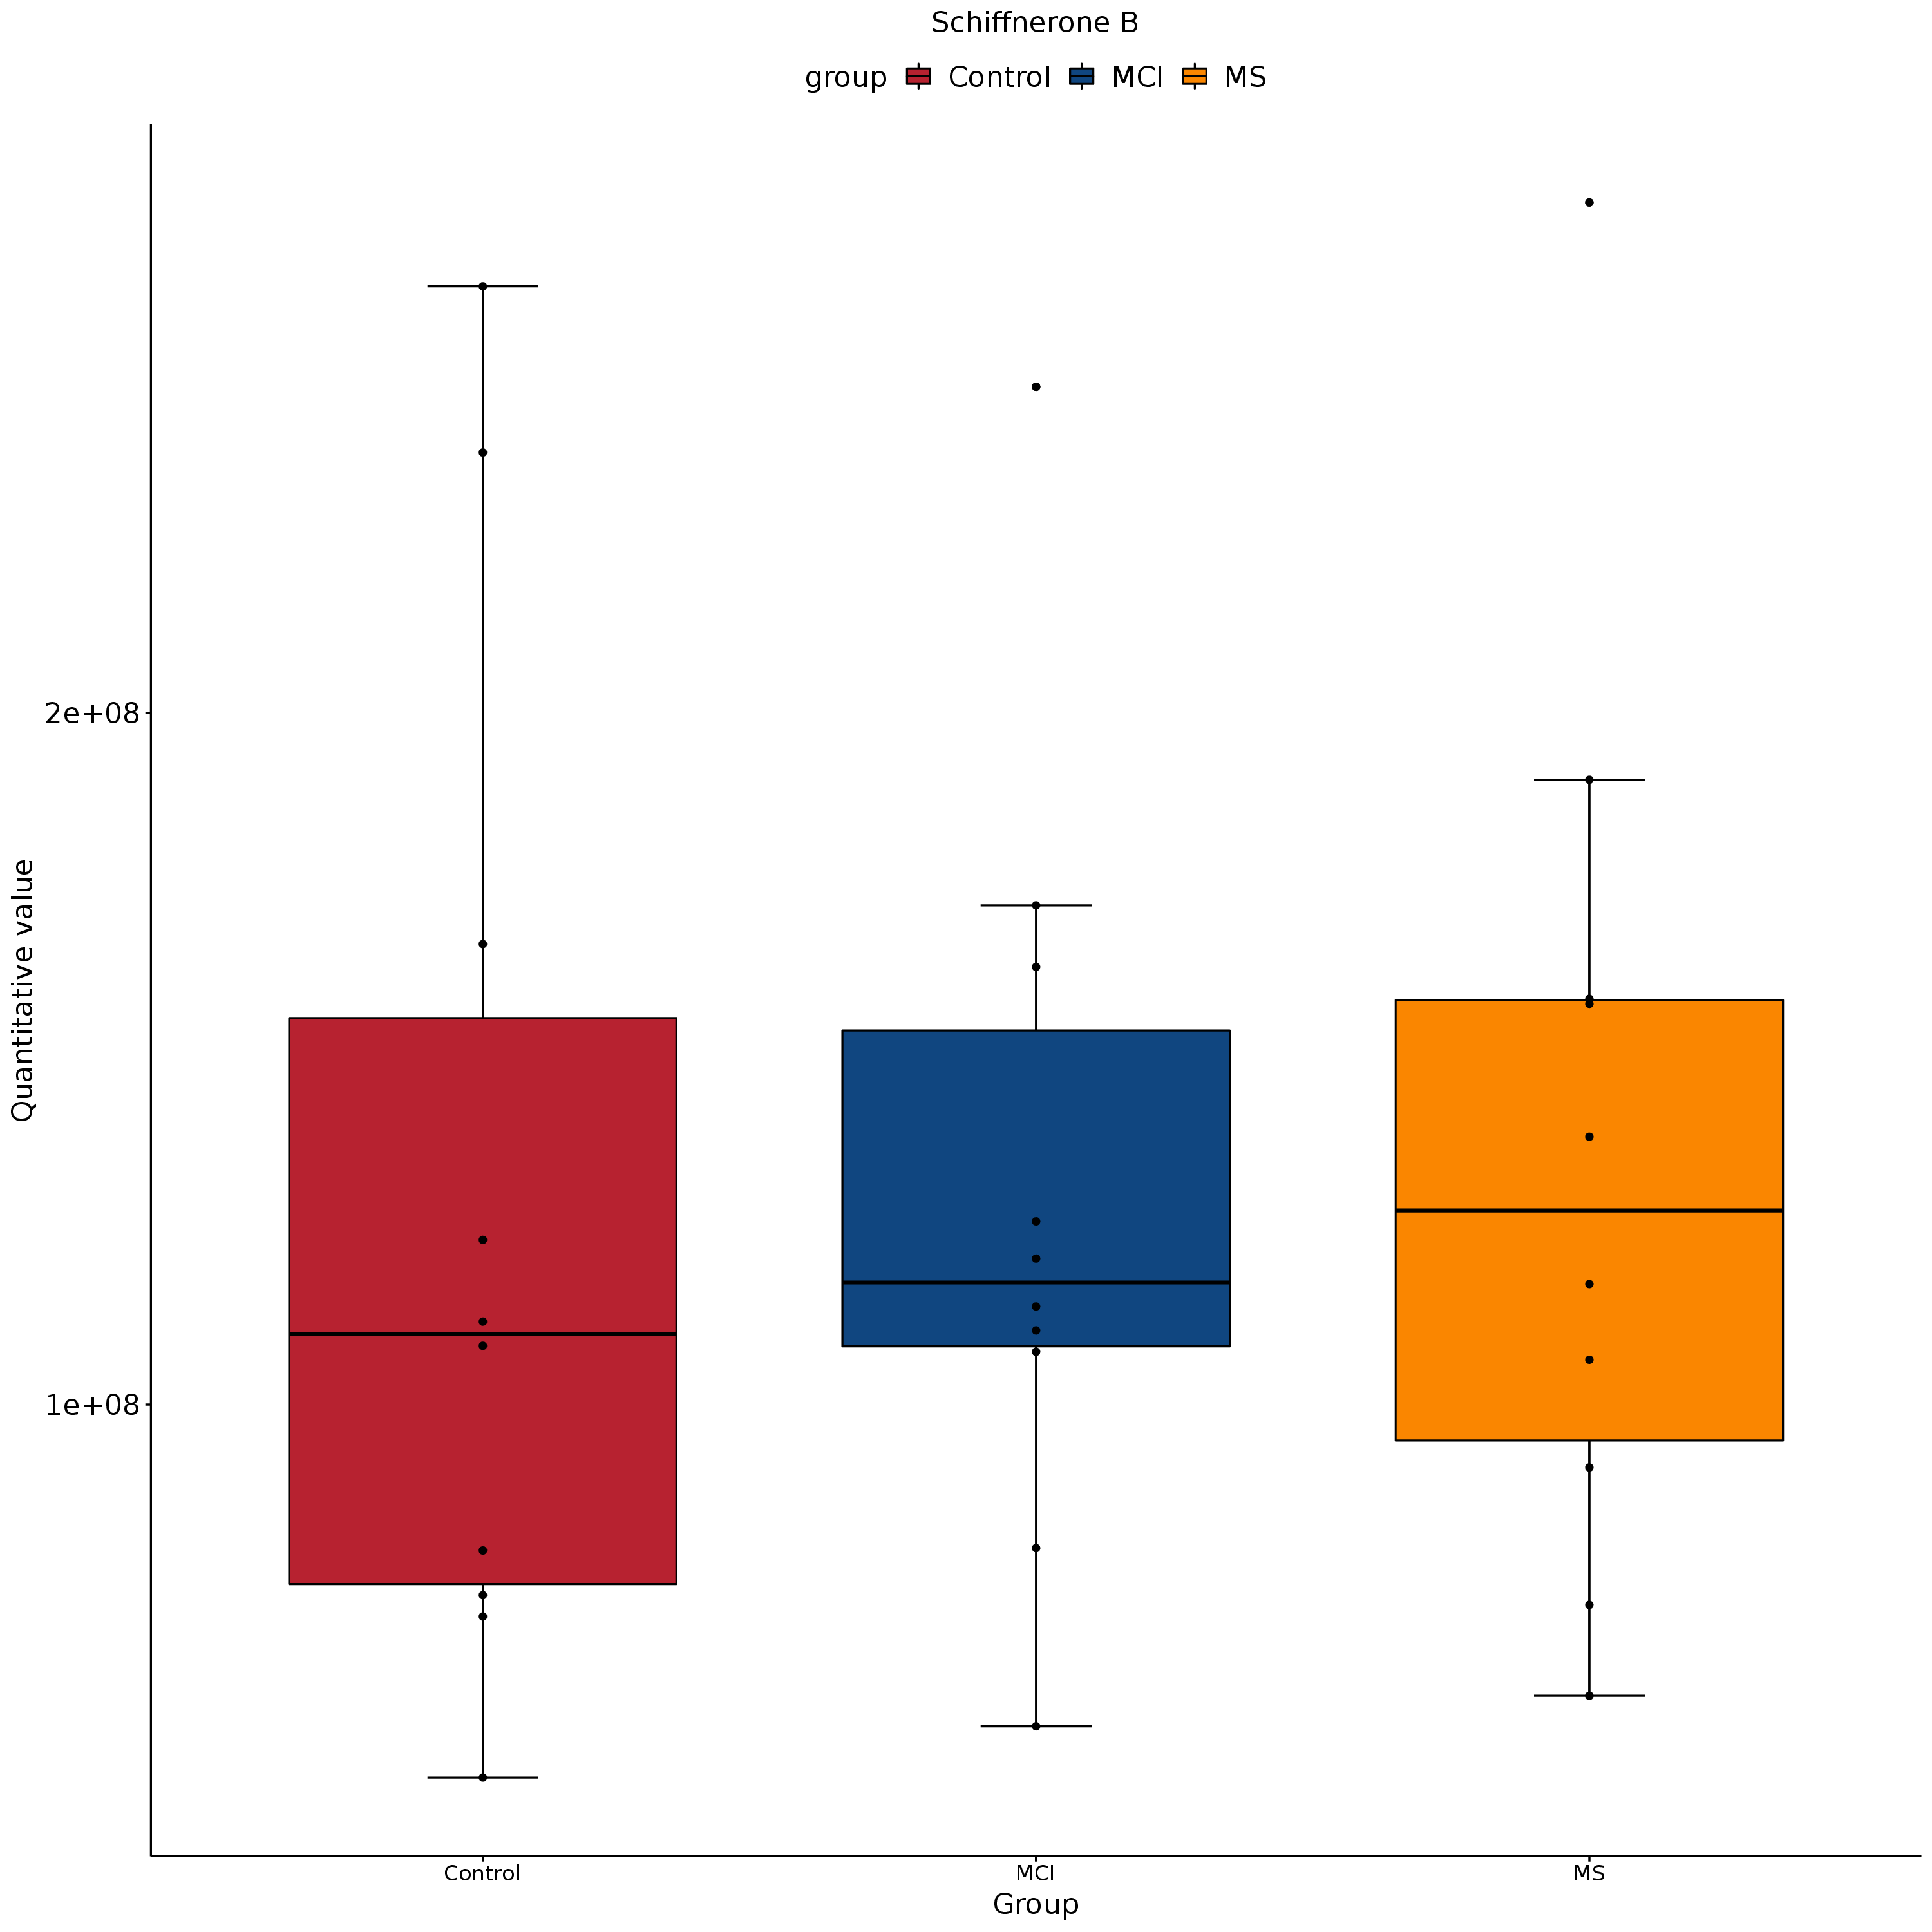 Schiffnerone B
group Control MCI MS
2e+08
Quantitative value
1e+08
Control MCI MS
Group